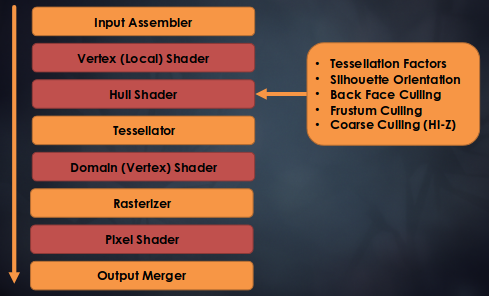 Input Assembler
Vertex (Local) Shader
Hull Shader
Tessellator
Domain (Vertex) Shader
Rasterizer
Pixel Shader
Output Merger
• Tessellation Factors
• Silhouette Orientation
• Back Face Culling
• Frustum Culling
• Coarse Culling (Hi-Z)